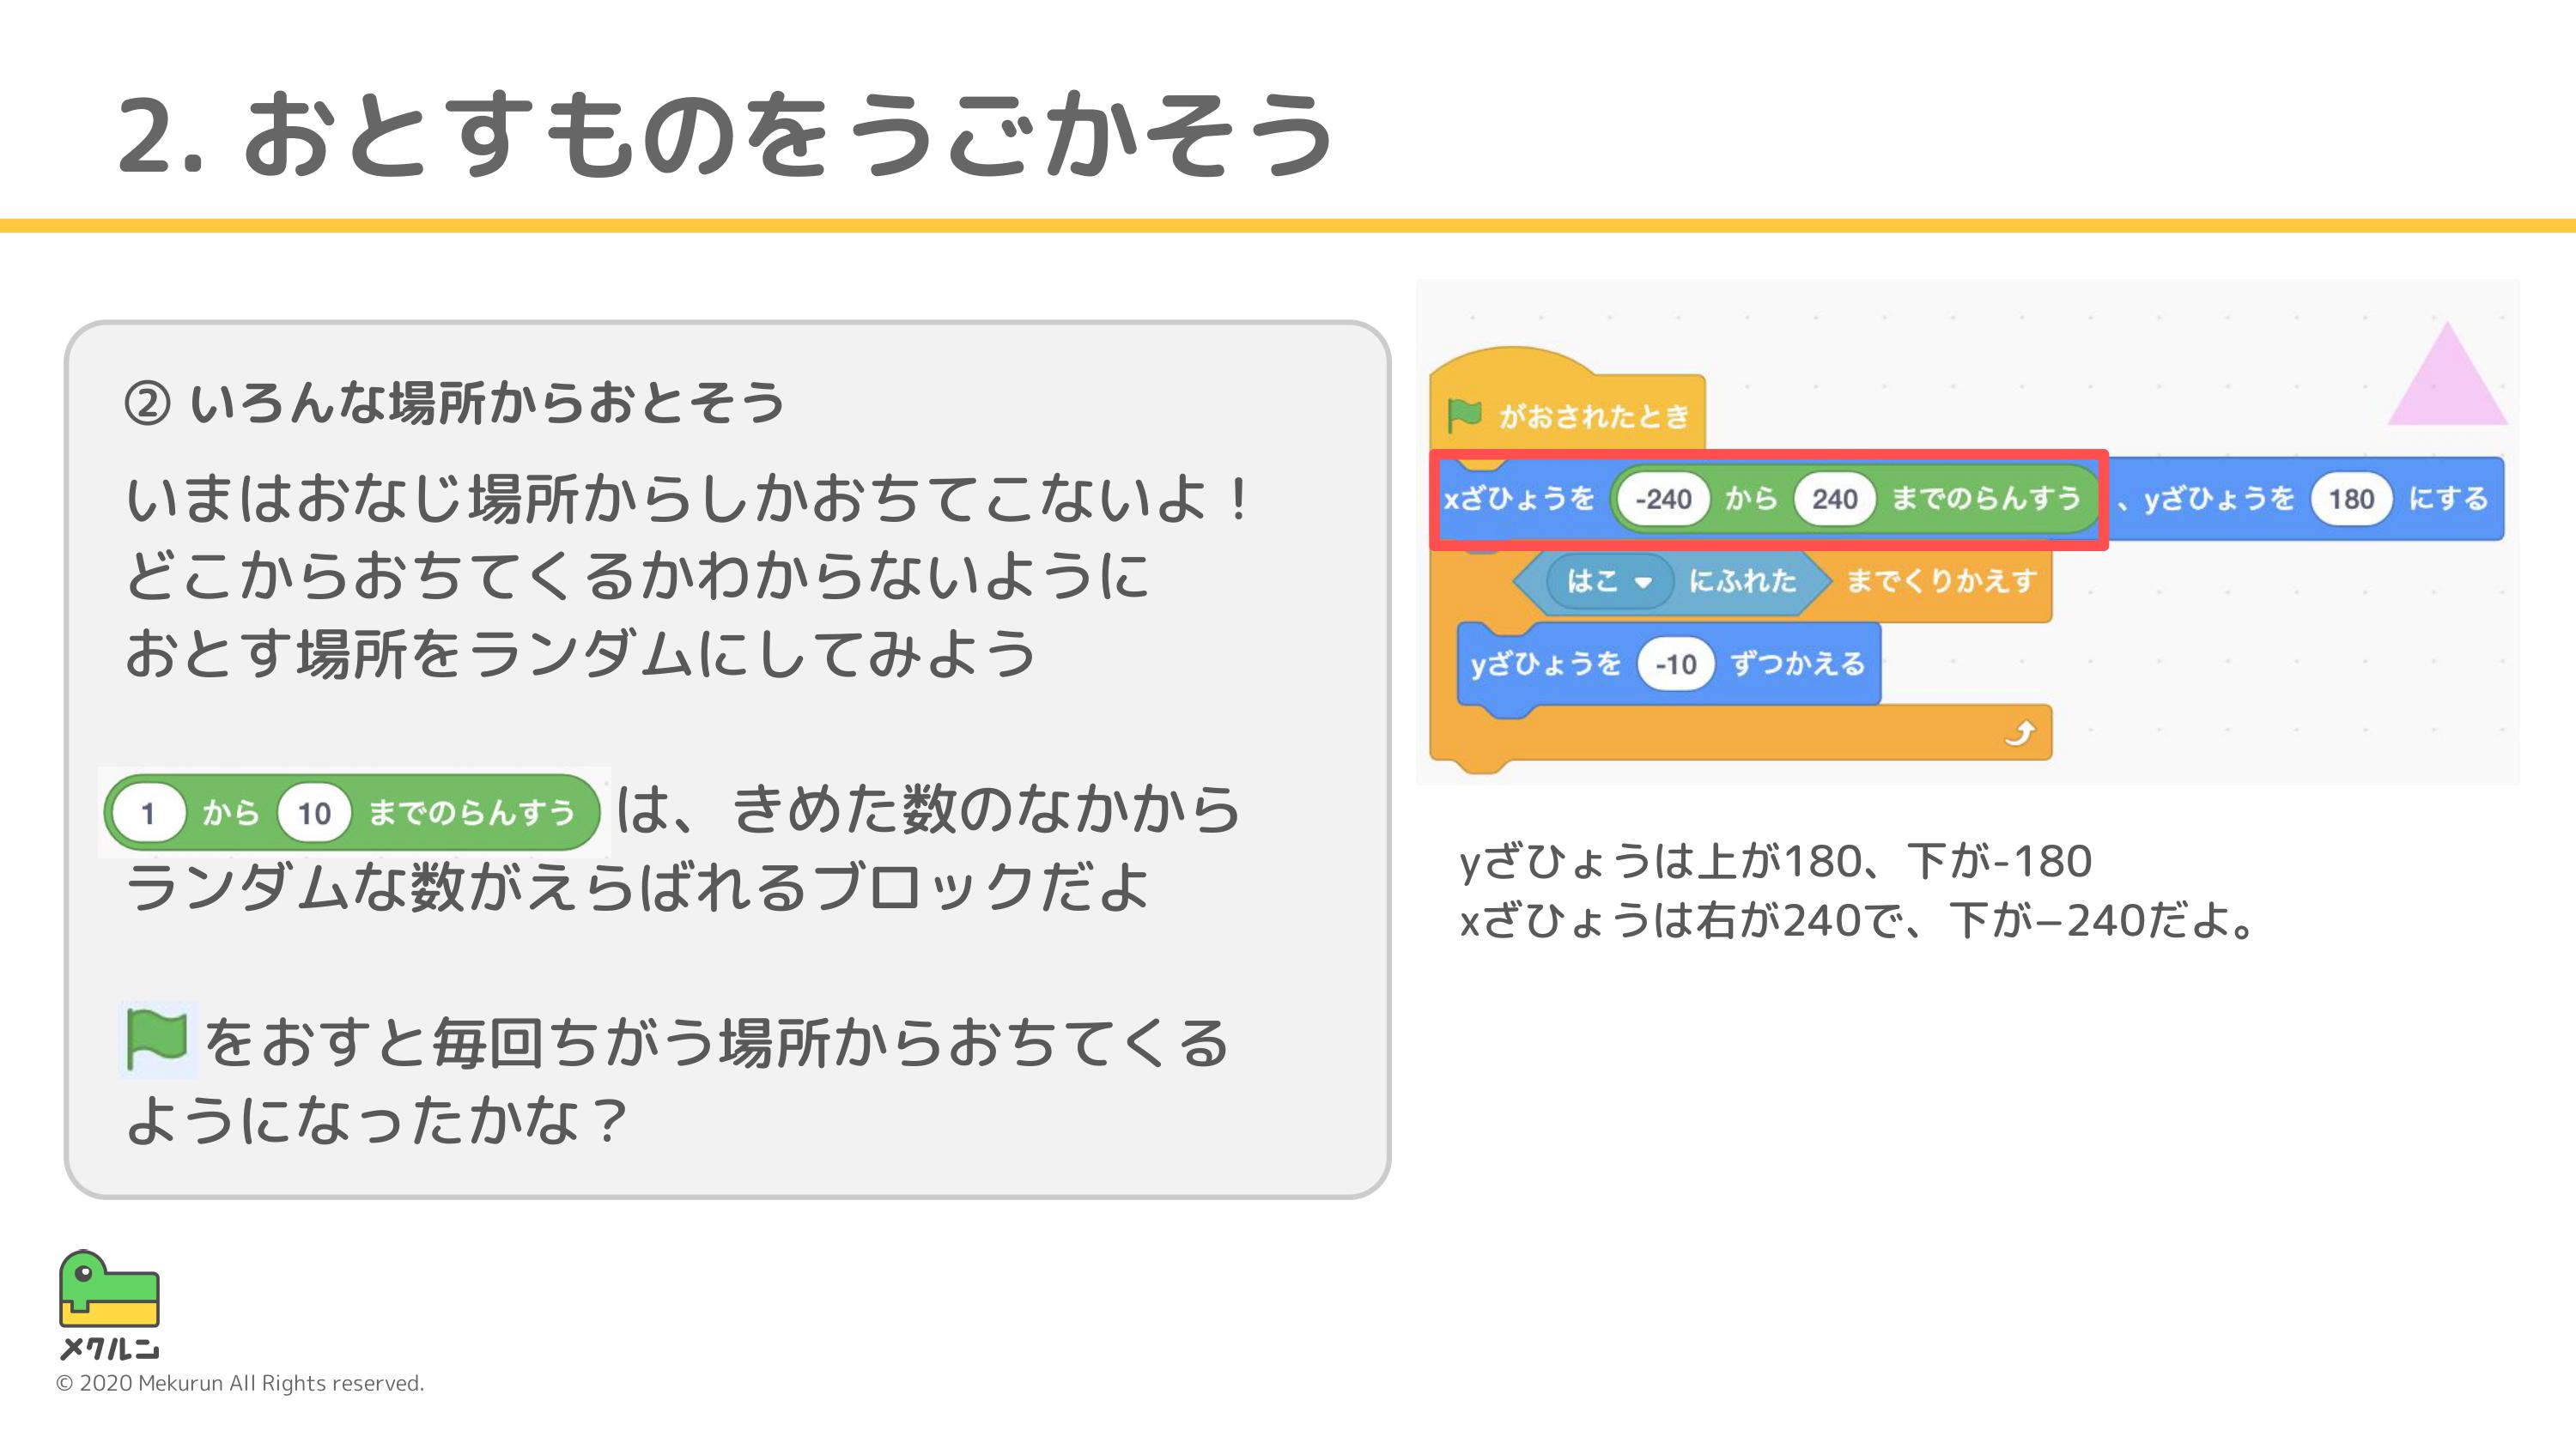 2. おとすものをうごかそう
② いろんな場所からおとそう
いまはおなじ場所からしかおちてこないよ！
どこからおちてくるかわからないように
おとす場所をランダムにしてみよう
1 から 10 までのらんすう は、きめた数のなかから
ランダムな数がえらばれるブロックだよ
をおすと毎回ちがう場所からおちてくる
ようになったかな？
がおされたとき
xざひょうを -240 から 240 までのらんすう 、yざひょうを 180 にする
はこ にふれた までくりかえす
yざひょうを -10 ずつかえる
yざひょうは上が180、下が-180
xざひょうは右が240で、下が−240だよ。
メクルン
© 2020 Mekurun All Rights reserved.